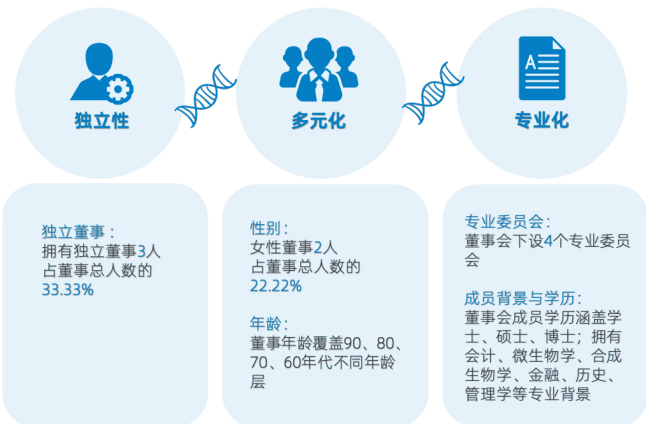 独立性
多元化
专业化
独立董事：
拥有独立董事3人
占董事总人数的
33.33%
性别：
女性董事2人
占董事总人数的
22.22%
年龄：
董事年龄覆盖90、80、
70、60年代不同年龄
层
专业委员会：
董事会下设4个专业委员
会
成员背景与学历：
董事会成员学历涵盖学
士、硕士、博士；拥有
会计、微生物学、合成
生物学、金融、历史、
管理学等专业背景